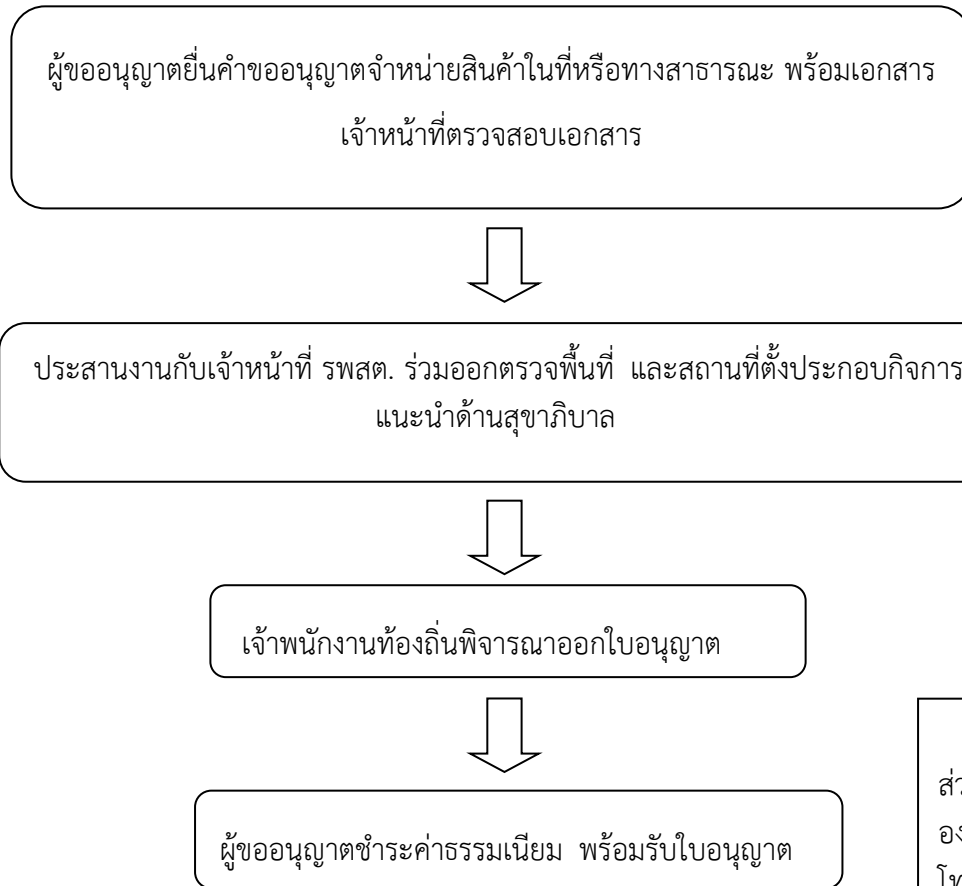 ผู้ขออนุญาตยื่นคำขออนุญาตจำหน่ายสินค้าในที่หรือทางสาธารณะ พร้อมเอกสาร
เจ้าหน้าที่ตรวจสอบเอกสาร
ประสานงานกับเจ้าหน้าที่ รพสต. ร่วมออกตรวจพื้นที่ และสถานที่ตั้งประกอบกิจการ
แนะนำด้านสุขาภิบาล
เจ้าพนักงานท้องถิ่นพิจารณาออกใบอนุญาต
ผู้ขออนุญาตชำระค่าธรรมเนียม พร้อมรับใบอนุญาต